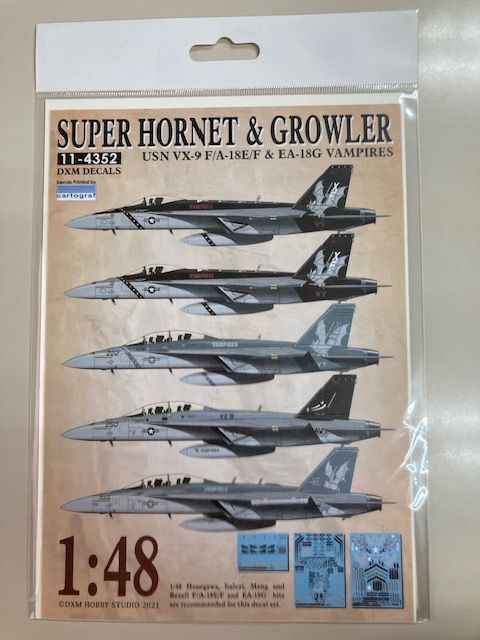 SUPER HORNET & GROWLER
11-4352
USN VX-9 F/A-18E/F & EA-18G VAMPIRES
DXM DECALS
Decals Printed by
cartograf
VAMPIRES
1:48
1/48 Hasegawa, Italeri, Meng and
Revell F/A-18E/F and EA-18G kits
are recommended for this decal set.
©DXM HOBBY STUDIO 2021